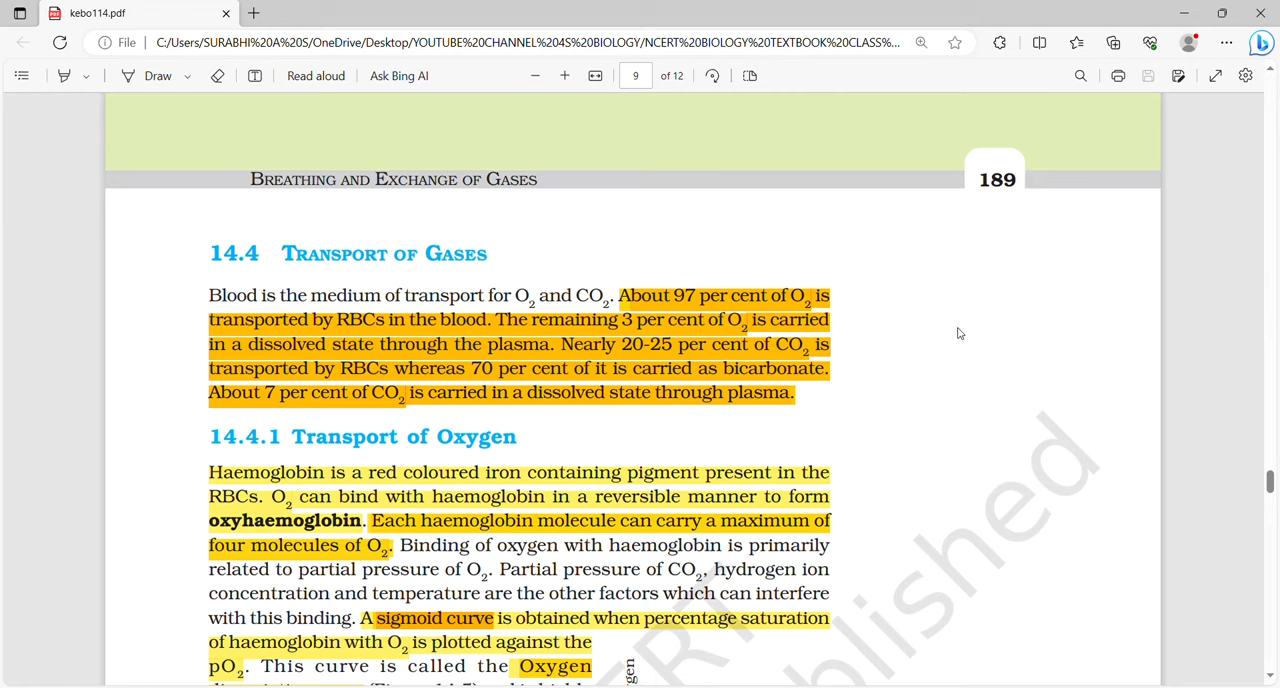 kebo114.pdf
File C:/Users/SURABHI%20A%20S/OneDrive/Desktop/YOUTUBE%20CHANNEL%204S%20BIOLOGY/NCERT%20BIOLOGY%20TEXTBOOK%20CLASS%...
Draw Read aloud Ask Bing AI 9 of 12
BREATHING AND EXCHANGE OF GASES 189
14.4 TRANSPORT OF GASES
Blood is the medium of transport for O2 and CO2. About 97 per cent of O2 is
transported by RBCs in the blood. The remaining 3 per cent of O2 is carried
in a dissolved state through the plasma. Nearly 20-25 per cent of CO2 is
transported by RBCs whereas 70 per cent of it is carried as bicarbonate.
About 7 per cent of CO2 is carried in a dissolved state through plasma.
14.4.1 Transport of Oxygen
Haemoglobin is a red coloured iron containing pigment present in the
RBCs. O2 can bind with haemoglobin in a reversible manner to form
oxyhaemoglobin. Each haemoglobin molecule can carry a maximum of
four molecules of O2. Binding of oxygen with haemoglobin is primarily
related to partial pressure of O2. Partial pressure of CO2, hydrogen ion
concentration and temperature are the other factors which can interfere
with this binding. A sigmoid curve is obtained when percentage saturation
of haemoglobin with O2 is plotted against the
pO2. This curve is called the Oxygen